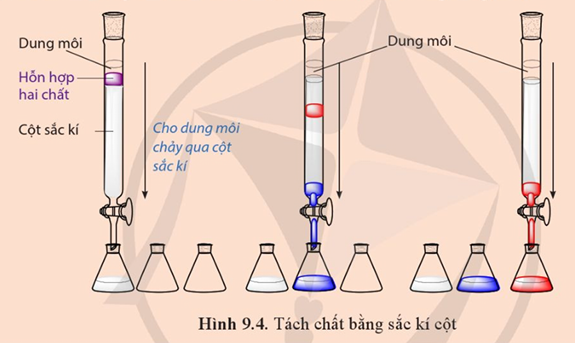 Dung môi
Hỗn hợp
hai chất
Cột sắc kí
Cho dung môi
chảy qua cột
sắc kí
Dung môi
Hình 9.4. Tách chất bằng sắc kí cột